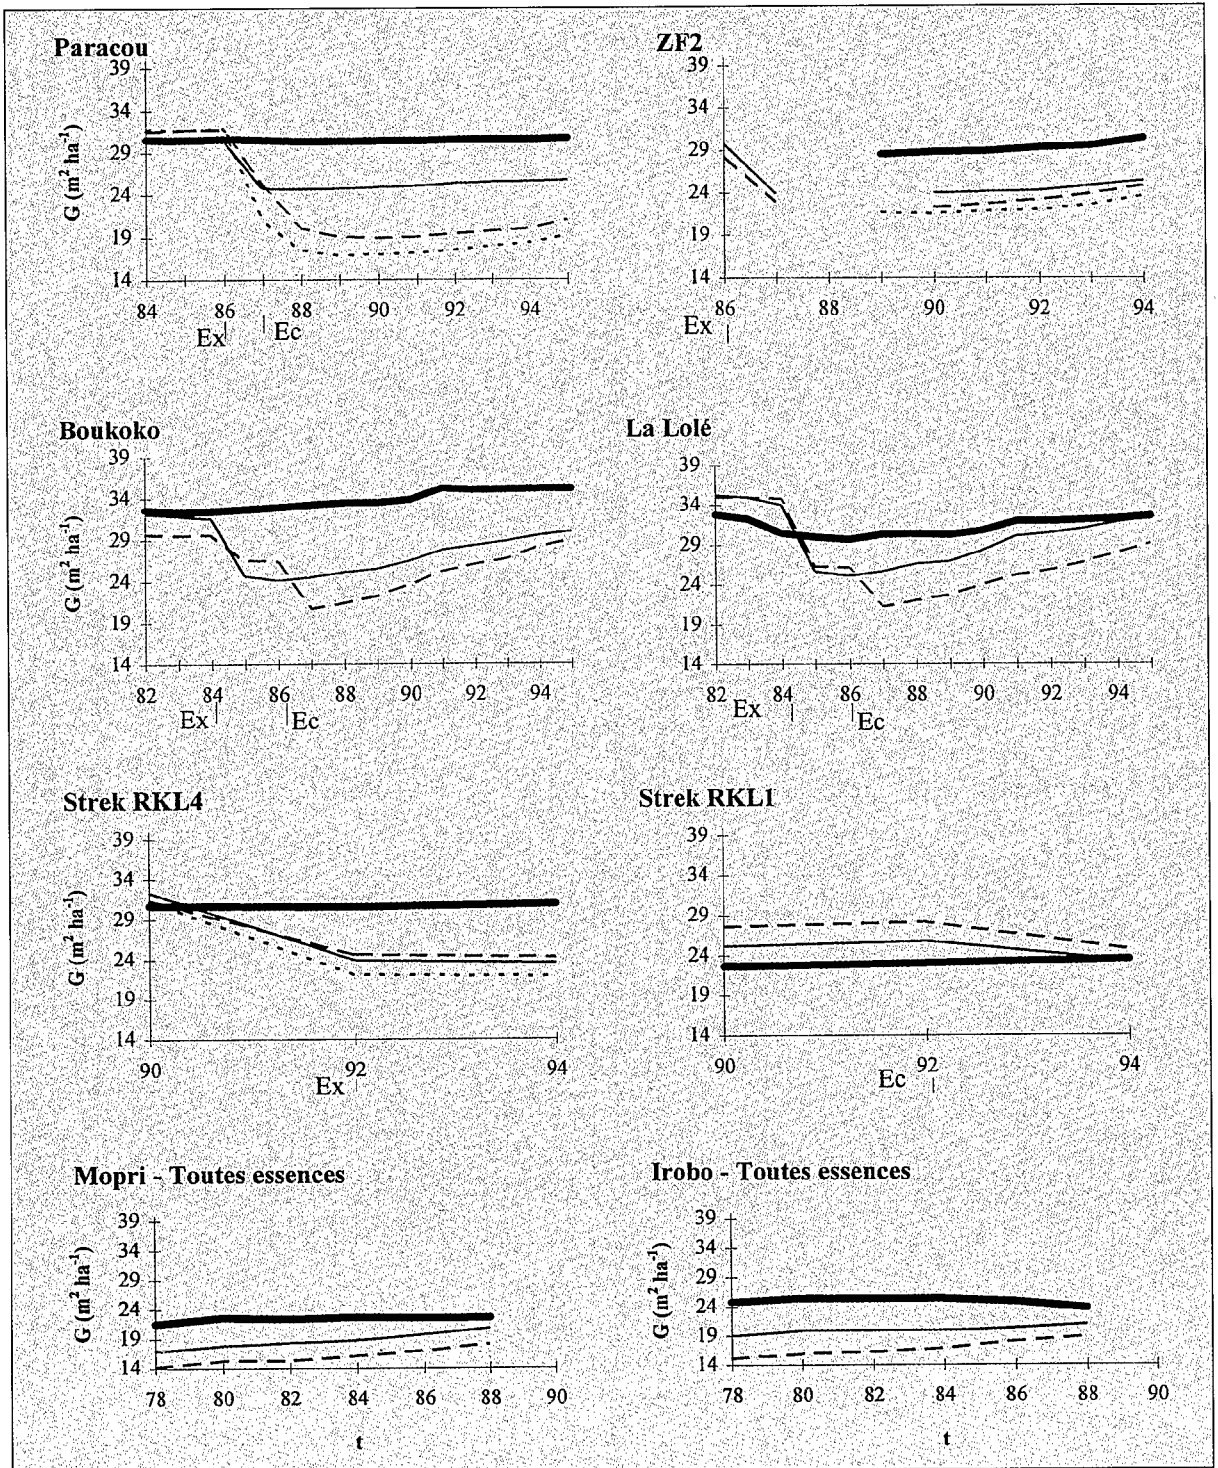 Paracou
39
34
29
24
19
14
G (m² ha⁻¹)
84 86 88 90 92 94
Ex Ec
ZF2
39
34
29
24
19
14
86 88 90 92 94
Ex
Boukoko
39
34
29
24
19
14
G (m² ha⁻¹)
82 84 86 88 90 92 94
Ex Ec
La Lolé
39
34
29
24
19
14
82 84 86 88 90 92 94
Ex Ec
Strek RKL4
39
34
29
24
19
14
G (m² ha⁻¹)
90 92 94
Ex
Strek RKL1
39
34
29
24
19
14
G (m² ha⁻¹)
90 92 94
Ec
Mopri - Toutes essences
39
34
29
24
19
14
G (m² ha⁻¹)
78 80 82 84 86 88 90
t
Irobo - Toutes essences
39
34
29
24
19
14
G (m² ha⁻¹)
78 80 82 84 86 88 90
t